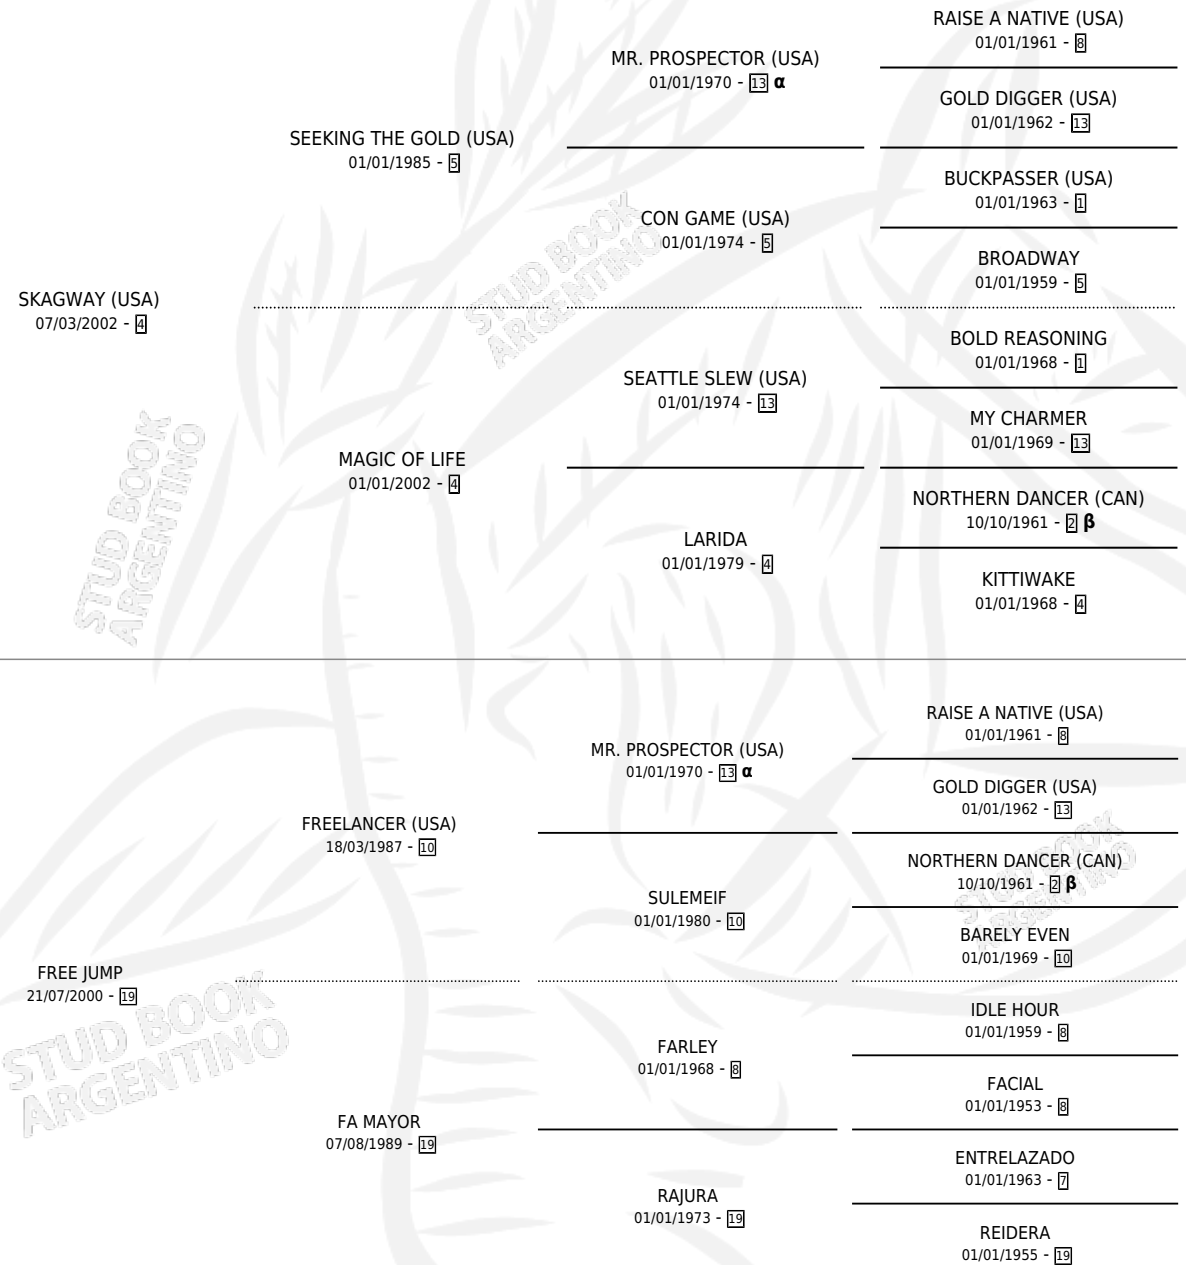 RAISE A NATIVE (USA)
01/01/1961 - 8
MR. PROSPECTOR (USA)
01/01/1970 - 13 α
GOLD DIGGER (USA)
01/01/1962 - 13
SEEKING THE GOLD (USA)
01/01/1985 - 5
BUCKPASSER (USA)
01/01/1963 - 1
CON GAME (USA)
01/01/1974 - 5
BROADWAY
01/01/1959 - 5
SKAGWAY (USA)
07/03/2002 - 4
BOLD REASONING
01/01/1968 - 1
SEATTLE SLEW (USA)
01/01/1974 - 13
MY CHARMER
01/01/1969 - 13
MAGIC OF LIFE
01/01/2002 - 4
NORTHERN DANCER (CAN)
10/10/1961 - 2 β
LARIDA
01/01/1979 - 4
KITTIWAKE
01/01/1968 - 4
STUD BOOK
ARGENTINO
STUD BOOK
ARGENTINO
RAISE A NATIVE (USA)
01/01/1961 - 8
MR. PROSPECTOR (USA)
01/01/1970 - 13 α
GOLD DIGGER (USA)
01/01/1962 - 13
FREELANCER (USA)
18/03/1987 - 10
NORTHERN DANCER (CAN)
10/10/1961 - 2 β
SULEMEIF
01/01/1980 - 10
BARELY EVEN
01/01/1969 - 10
FREE JUMP
21/07/2000 - 19
IDLE HOUR
01/01/1959 - 8
FARLEY
01/01/1968 - 8
FACIAL
01/01/1953 - 8
FA MAYOR
07/08/1989 - 19
ENTRELAZADO
01/01/1963 - 7
RAJURA
01/01/1973 - 19
REIDERA
01/01/1955 - 19
STUD BOOK
ARGENTINO
STUD BOOK
ARGENTINO